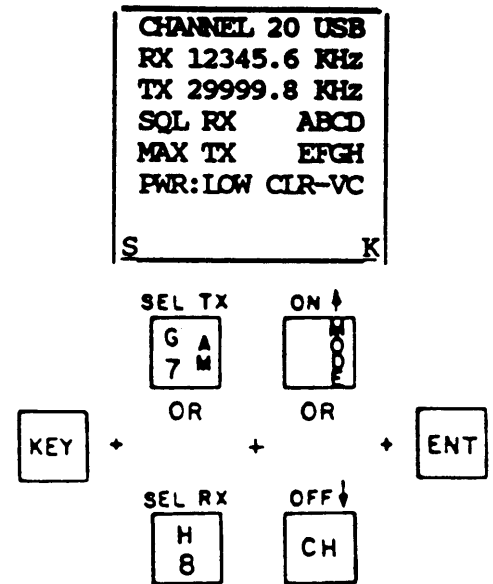 CHANNEL 20 USB
RX 12345.6 KHz
TX 29999.8 KHz
SQL RX ABCD
MAX TX EFGH
PWR:LOW CLR-VC
S K
SEL TX ON
G AM
7
MODE
OR OR
KEY + + + ENT
SEL RX OFF
H
8
CH